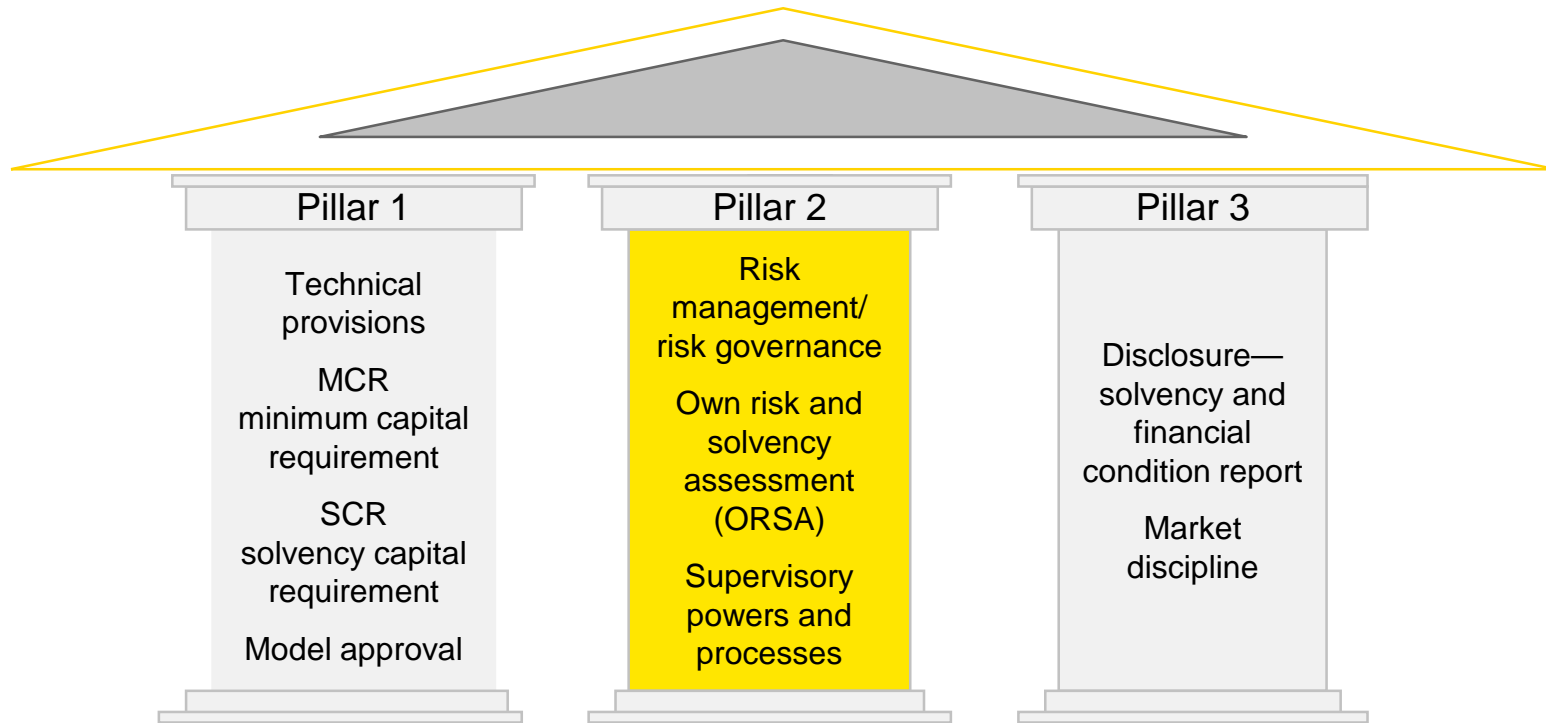 Pillar 1
Technical
provisions
MCR
minimum capital
requirement
SCR
solvency capital
requirement
Model approval
Pillar 2
Risk
management/
risk governance
Own risk and
solvency
assessment
(ORSA)
Supervisory
powers and
processes
Pillar 3
Disclosure—
solvency and
financial
condition report
Market
discipline